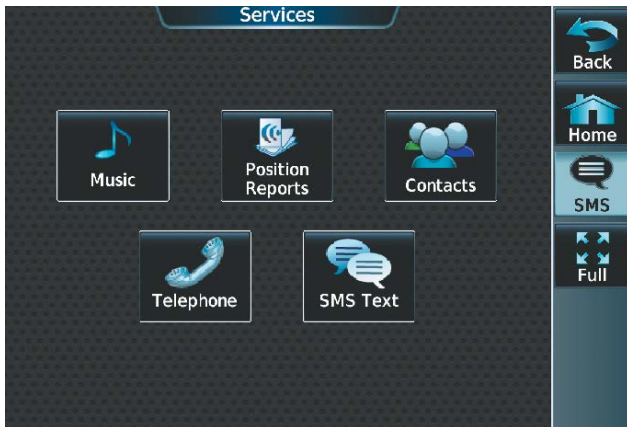 Services
Back
Home
SMS
Full
Music
Position
Reports
Contacts
Telephone
SMS Text